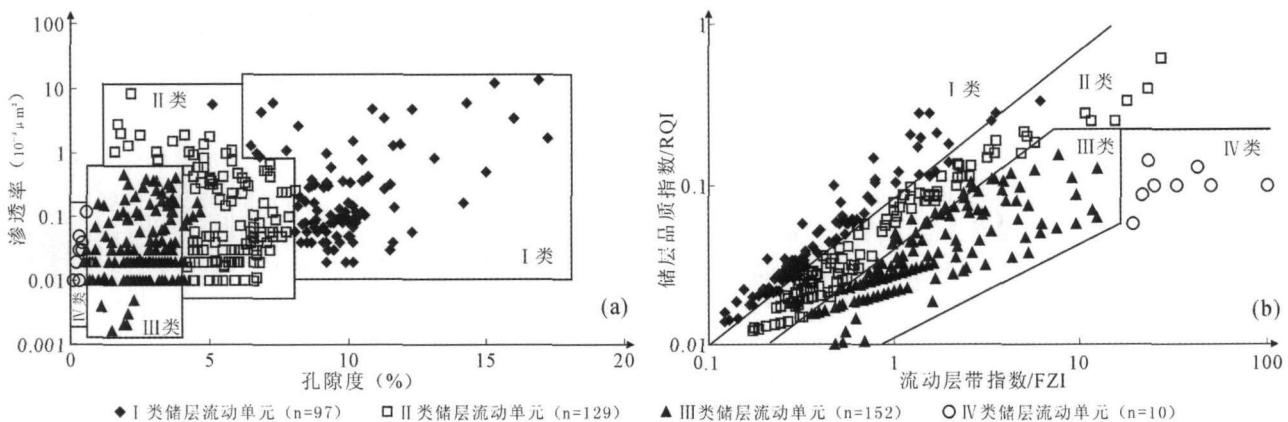 (a)
渗透率（10⁻³μm²）
100
10
1
0.1
0.01
0.001
0
5
10
15
20
孔隙度（%）
Ⅱ类
Ⅰ类
Ⅲ类
Ⅳ类
(b)
储层品质指数/RQI
1
0.1
0.01
0.1
1
10
100
流动层带指数/FZI
Ⅰ类
Ⅱ类
Ⅲ类
Ⅳ类
◆ Ⅰ类储层流动单元（n=97） □ Ⅱ类储层流动单元（n=129） ▲ Ⅲ类储层流动单元（n=152） ○ Ⅳ类储层流动单元（n=10）